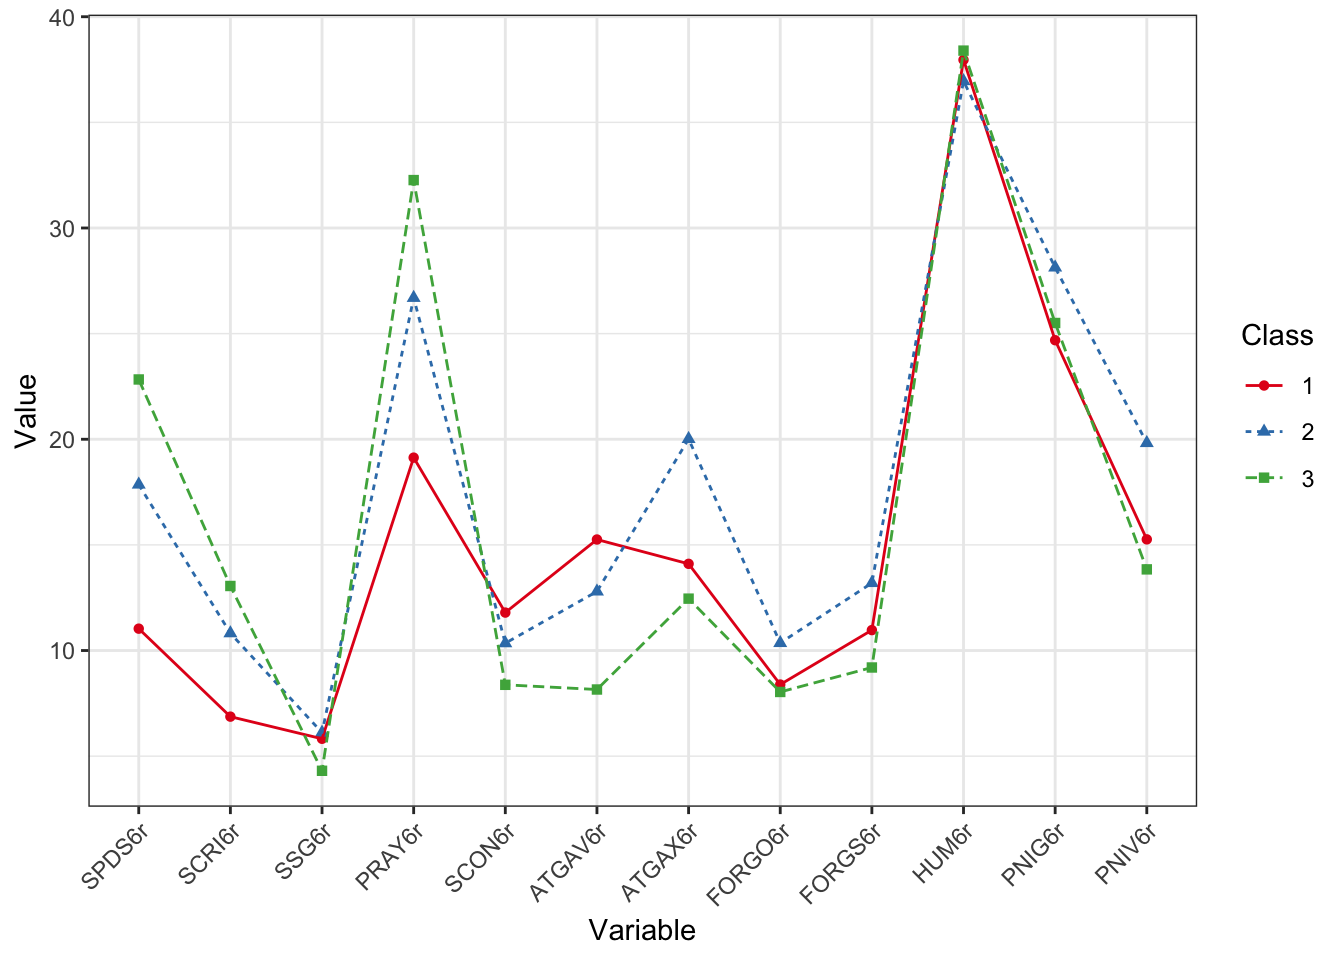 40
30
20
10
Value
SPDS6r
SCRI6r
SSG6r
PRAY6r
SCON6r
ATGAV6r
ATGAX6r
FORGO6r
FORGS6r
HUM6r
PNIG6r
PNIV6r
Variable
Class
1
2
3